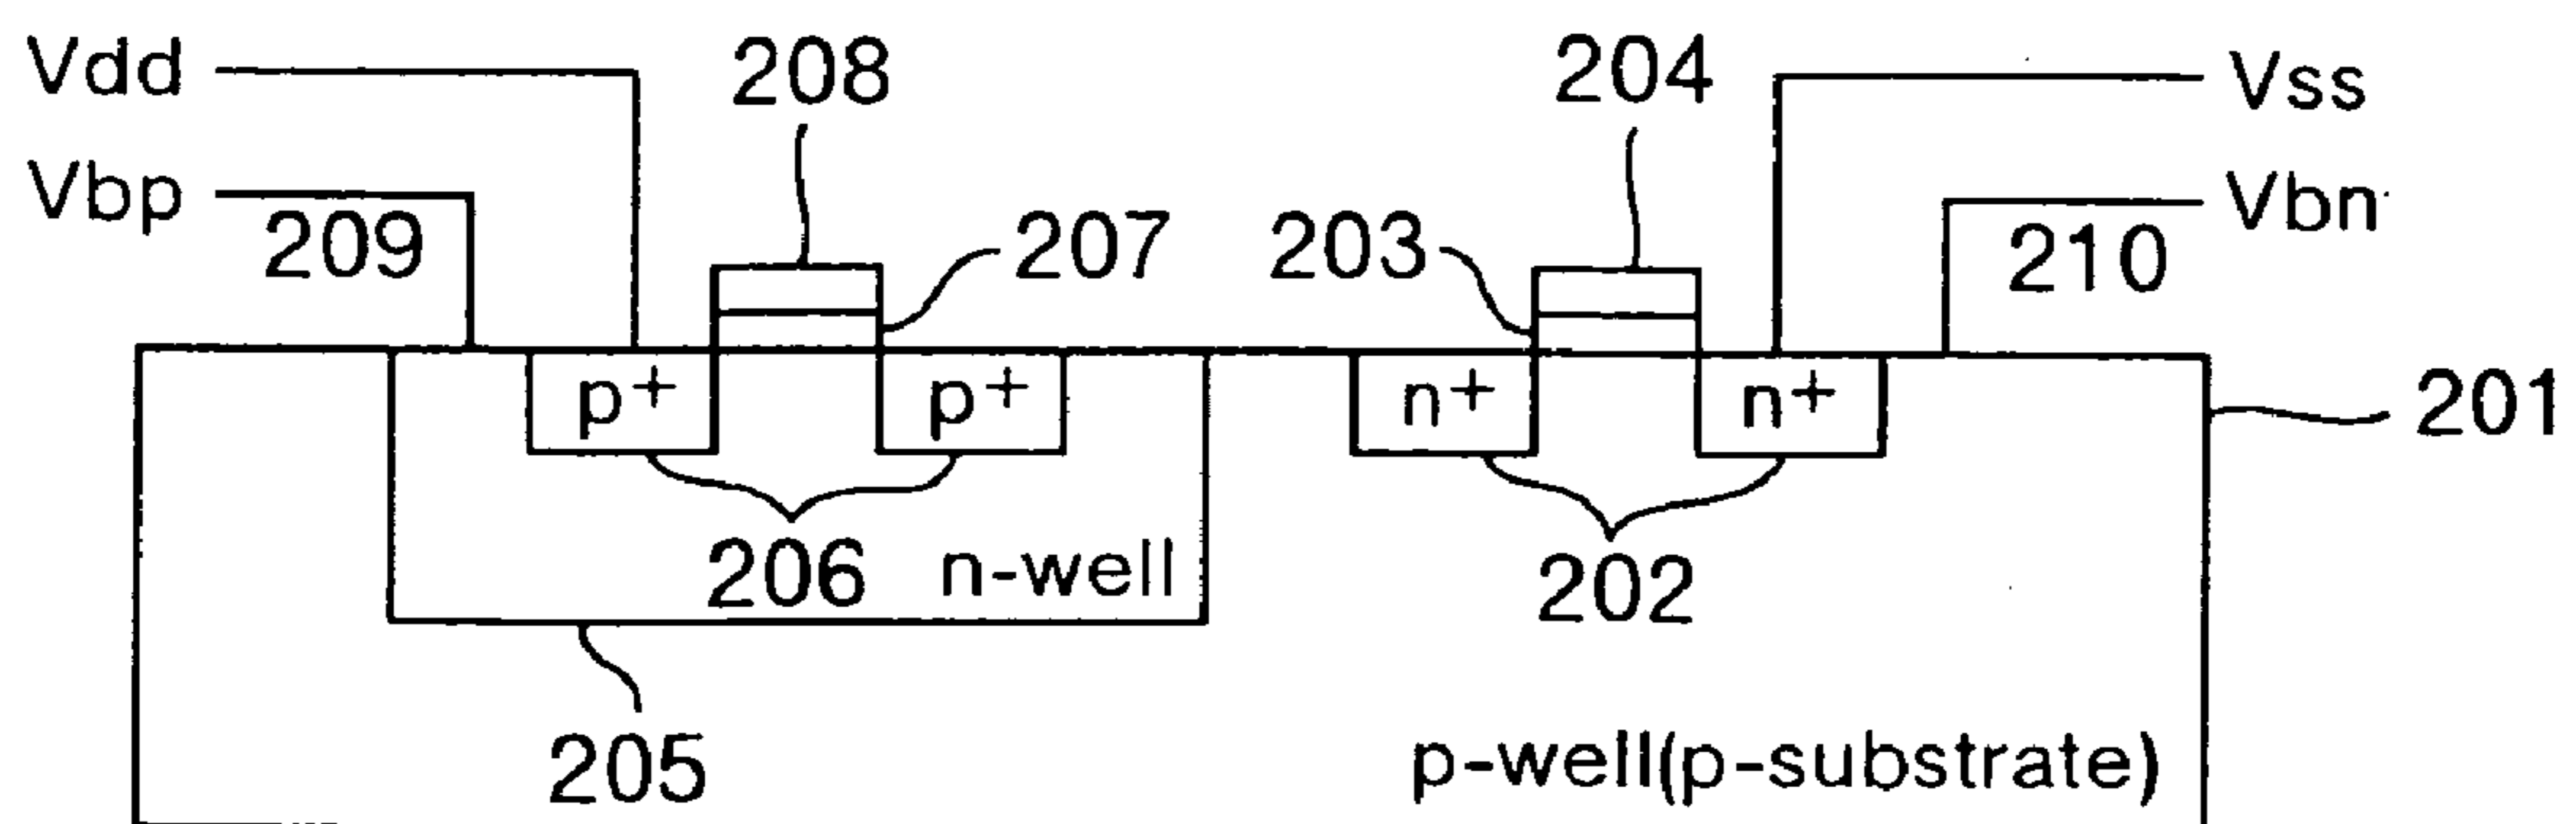 Vdd 208 204 Vss
Vbp 209 207 203 210 Vbn
p+ p+ n+ n+ 201
206 n-well 202
205 p-well(p-substrate)